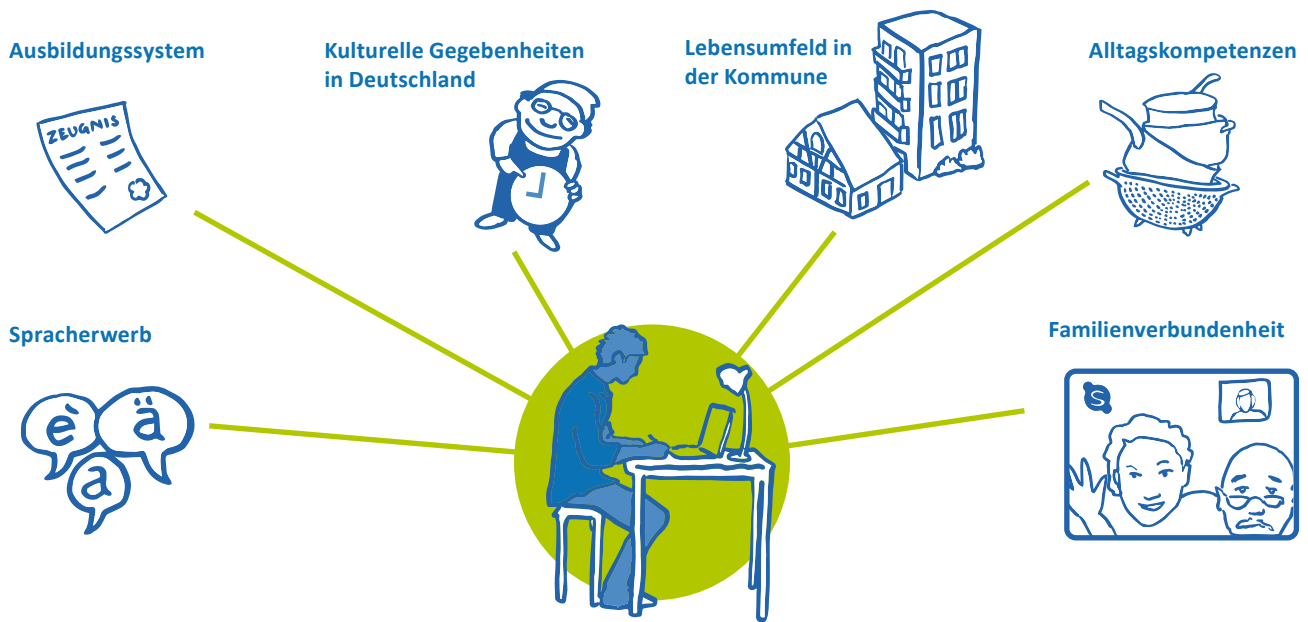 Ausbildungssystem
Kulturelle Gegebenheiten
in Deutschland
Lebensumfeld in
der Kommune
Alltagskompetenzen
ZEUGNIS
Spracherwerb
è
ä
a
Familienverbundenheit
S